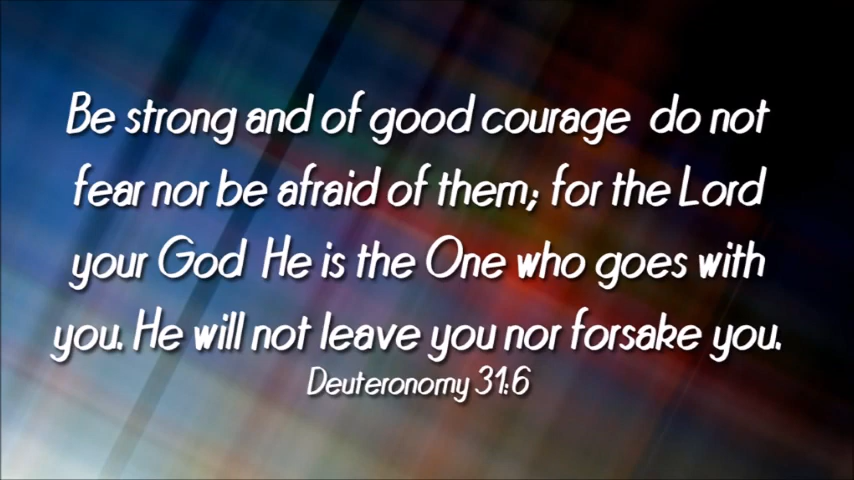 Be strong and of good courage  do not
fear nor be afraid of them; for the Lord
your God  He is the One who goes with
you. He will not leave you nor forsake you.
Deuteronomy 31:6